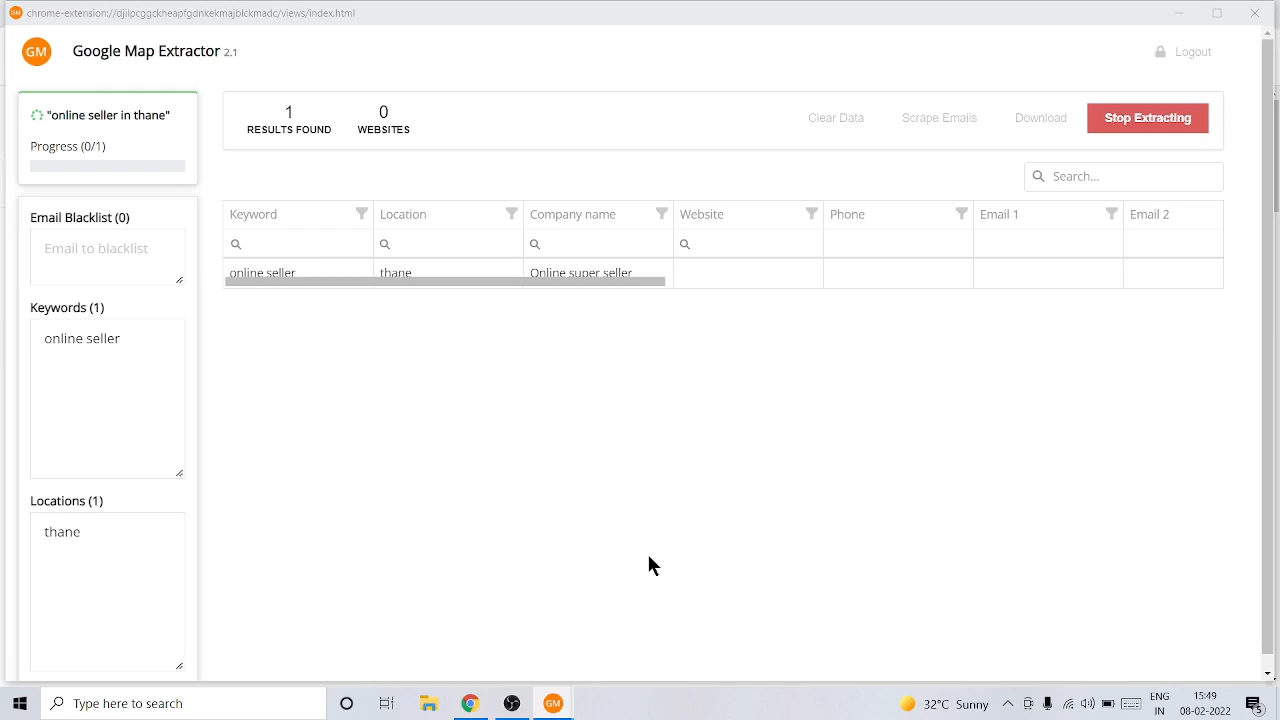 GM chrome-extension://djilpcgdkheapfgdnkekmajblckmadc/views/index.html
GM Google Map Extractor 2.1
Logout
"online seller in thane"
Progress (0/1)
1
RESULTS FOUND
0
WEBSITES
Clear Data
Scrape Emails
Download
Stop Extracting
Search...
Keyword Location Company name Website Phone Email 1 Email 2
online seller thane Online super seller
Email Blacklist (0)
Email to blacklist
Keywords (1)
online seller
Locations (1)
thane
Type here to search
GM
32°C Sunny
ENG
IN
15:49
08-02-2022
5